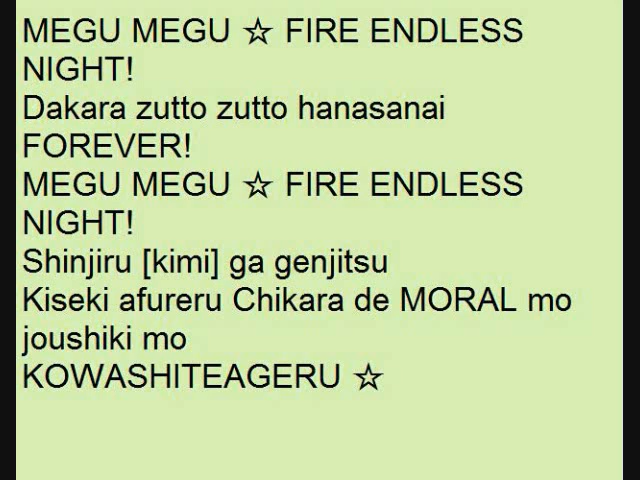 MEGU MEGU ☆ FIRE ENDLESS
NIGHT!
Dakara zutto zutto hanasanai
FOREVER!
MEGU MEGU ☆ FIRE ENDLESS
NIGHT!
Shinjiru [kimi] ga genjitsu
Kiseki afureru Chikara de MORAL mo
joushiki mo
KOWASHITEAGERU ☆